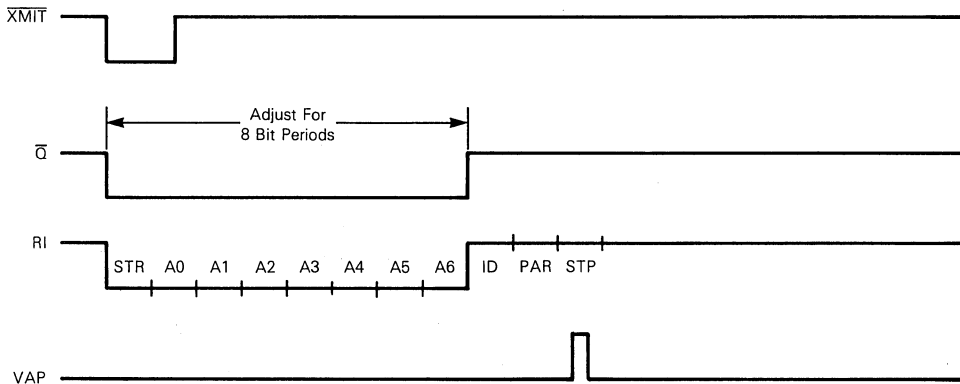 XMIT
Adjust For
8 Bit Periods
Q
RI
STR A0 A1 A2 A3 A4 A5 A6 ID PAR STP
VAP